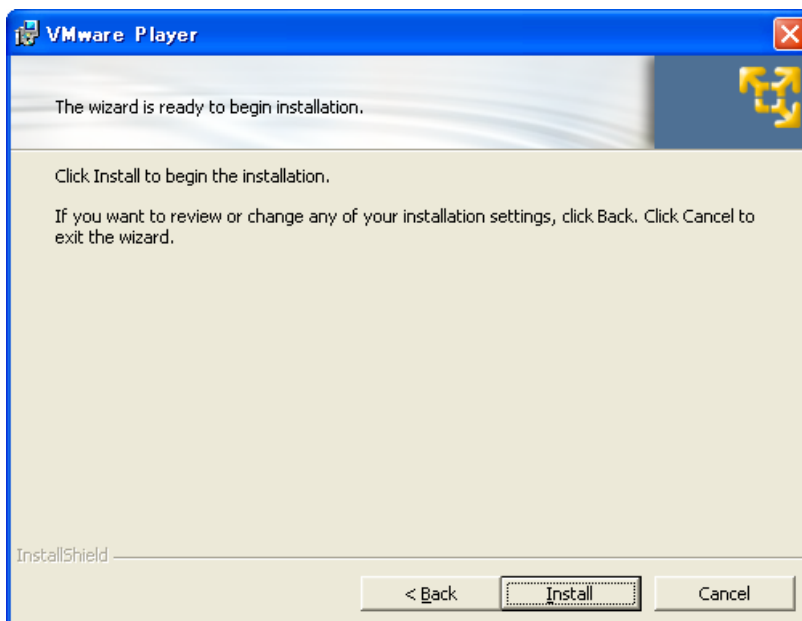 VMware Player
The wizard is ready to begin installation.
Click Install to begin the installation.
If you want to review or change any of your installation settings, click Back. Click Cancel to
exit the wizard.
InstallShield
< Back
Install
Cancel